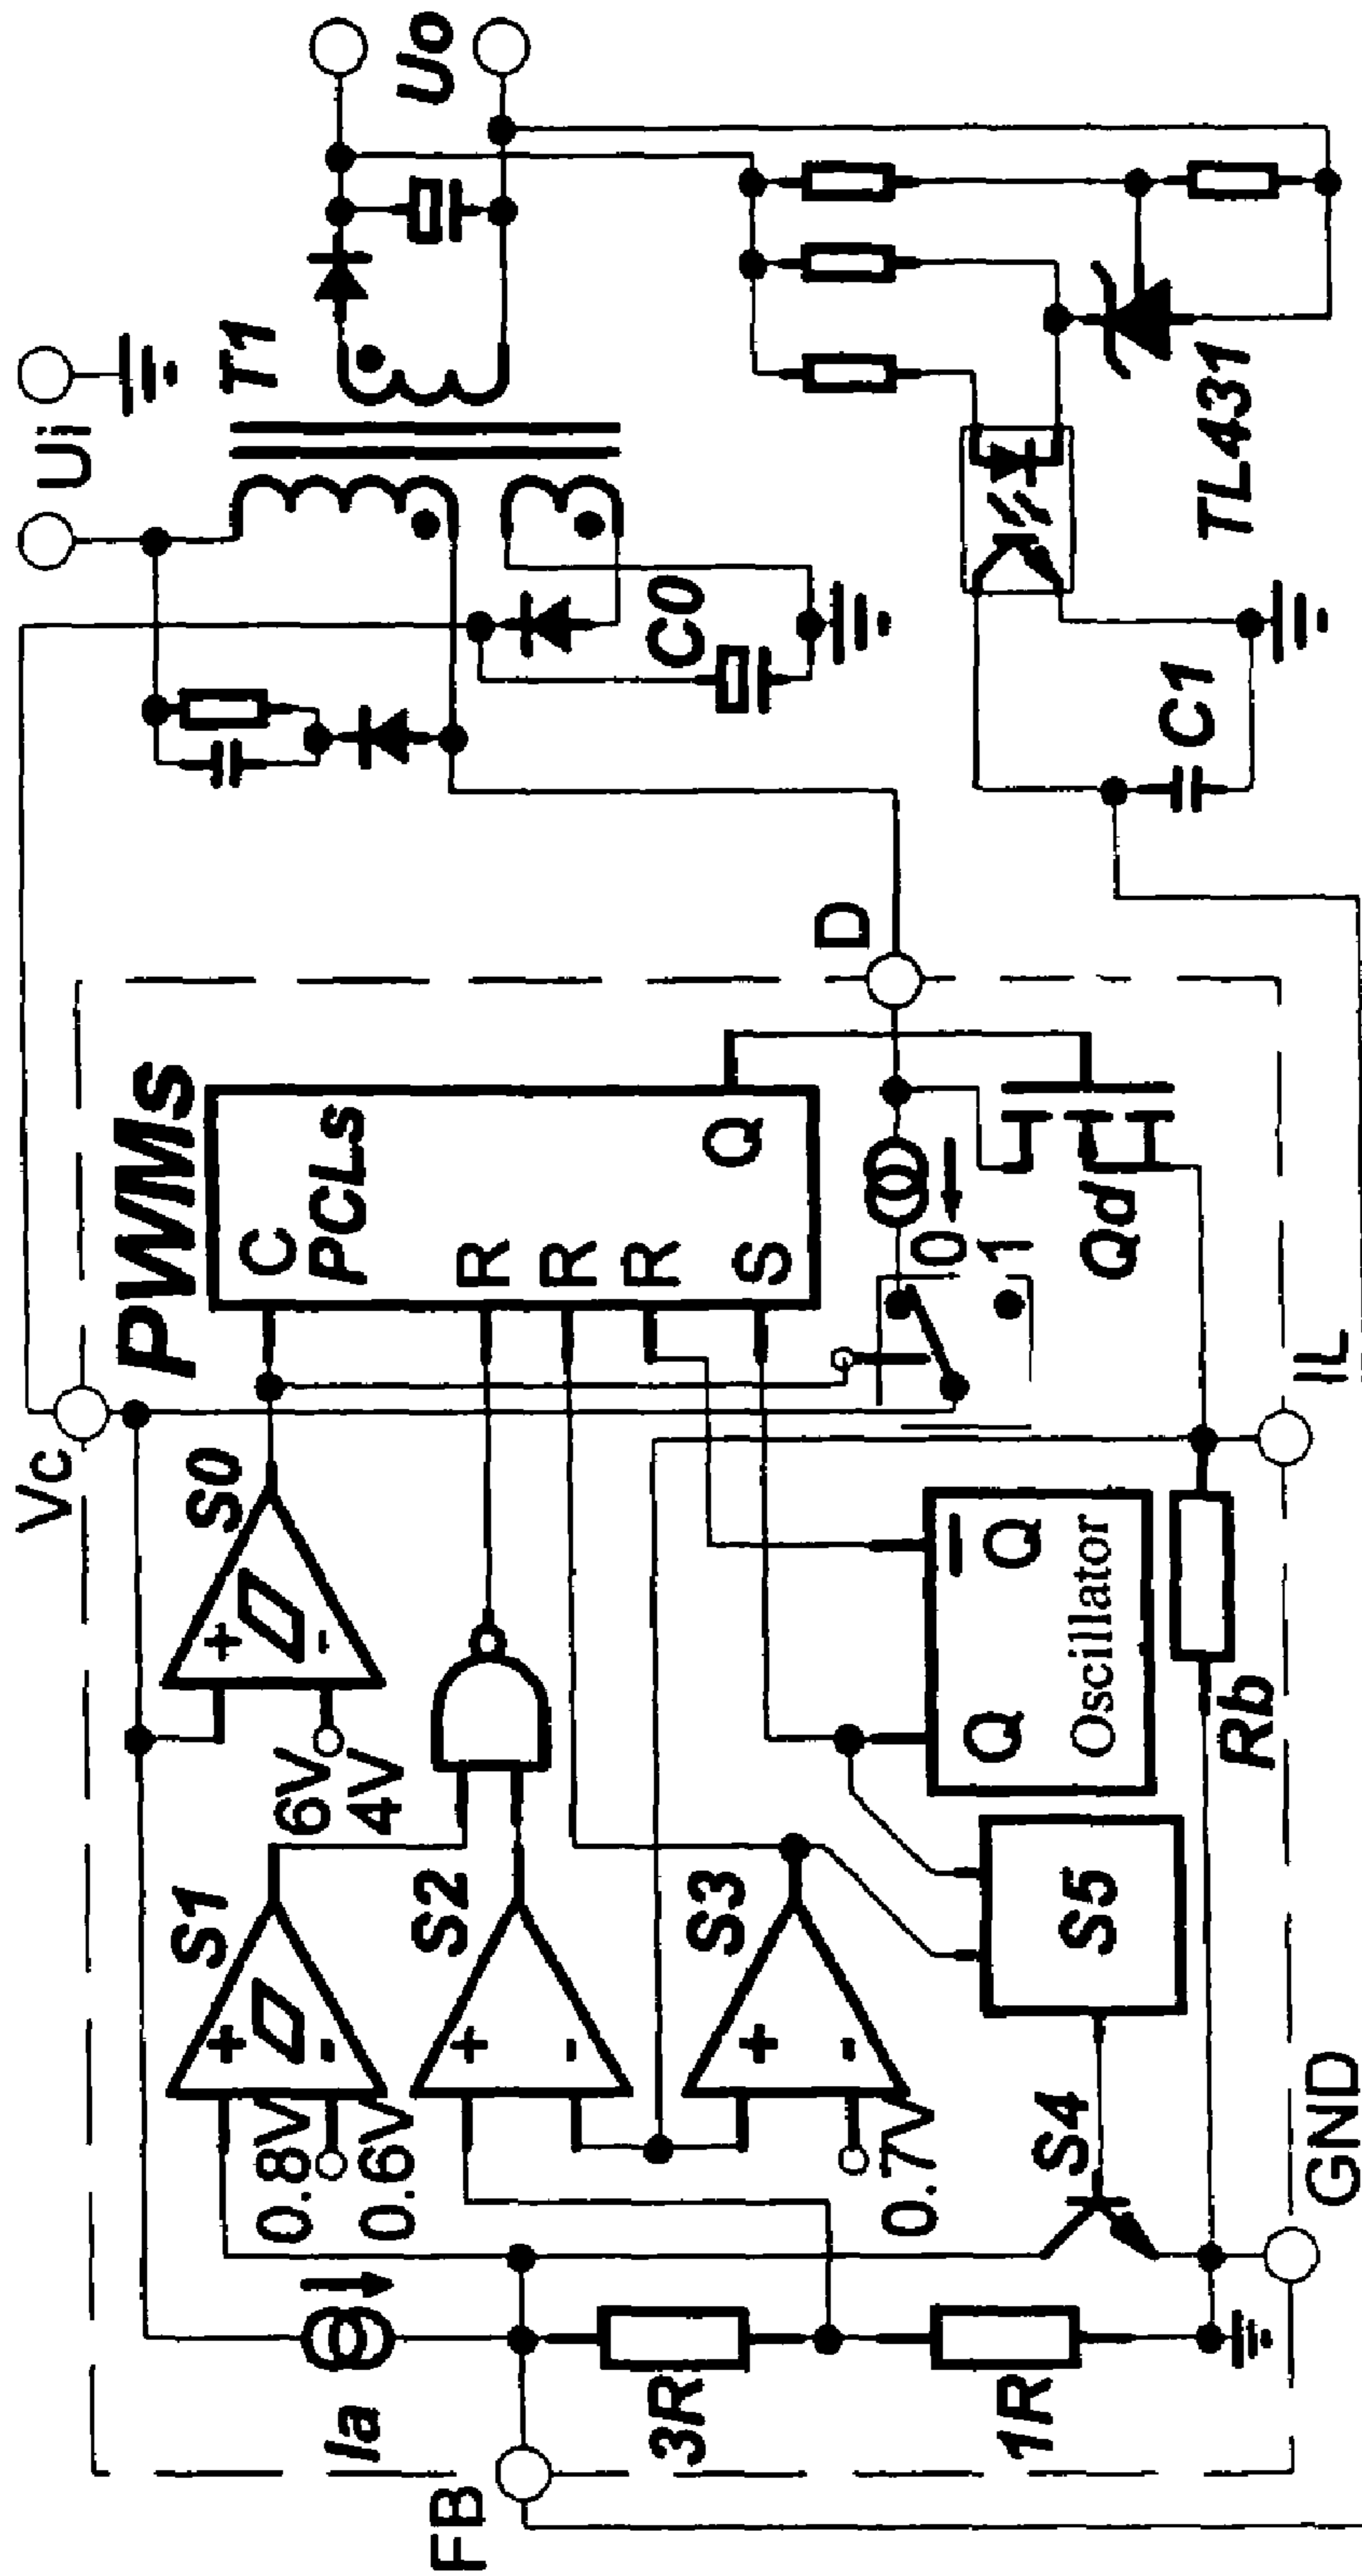 Vc
PWMs
Ui
T1
Uo
S0
6V
4V
C
PCLs
R
R
R
S
Q
D
C0
S1
0.8V
0.6V
S2
S3
0.7V
Ia
FB
3R
1R
S4
S5
Q
Q
Oscillator
Rb
0
1
Qd
IL
GND
C1
TL431
+
-
+
-
+
-
+
-